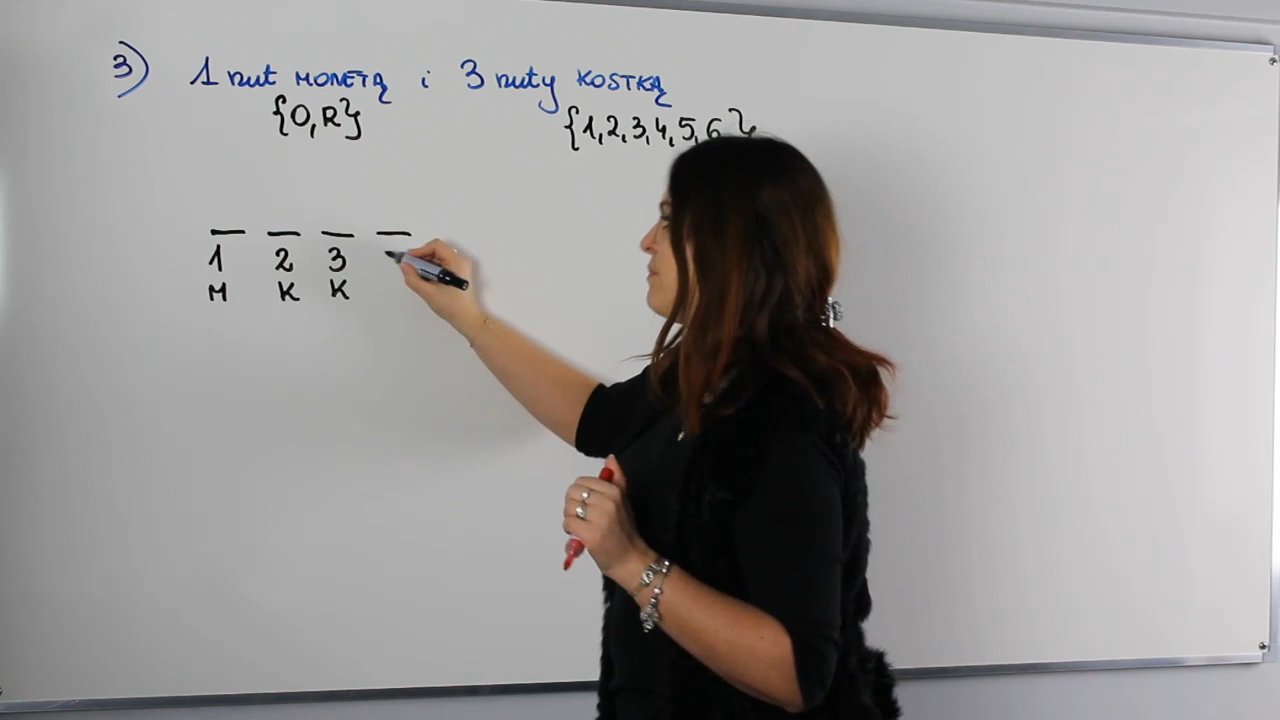 3) 1 rzut MONETĄ i 3 rzuty KOSTKĄ
{O,R} {1,2,3,4,5,6}
1 2 3
M K K